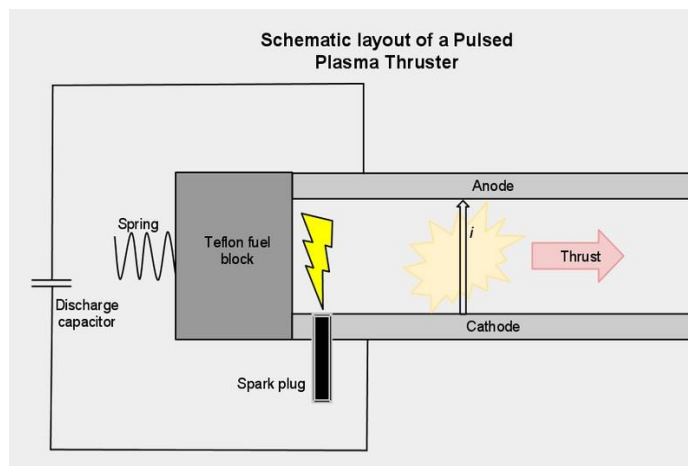 Schematic layout of a Pulsed
Plasma Thruster
Anode
Spring
Teflon fuel
block
i
Thrust
Discharge
capacitor
Cathode
Spark plug